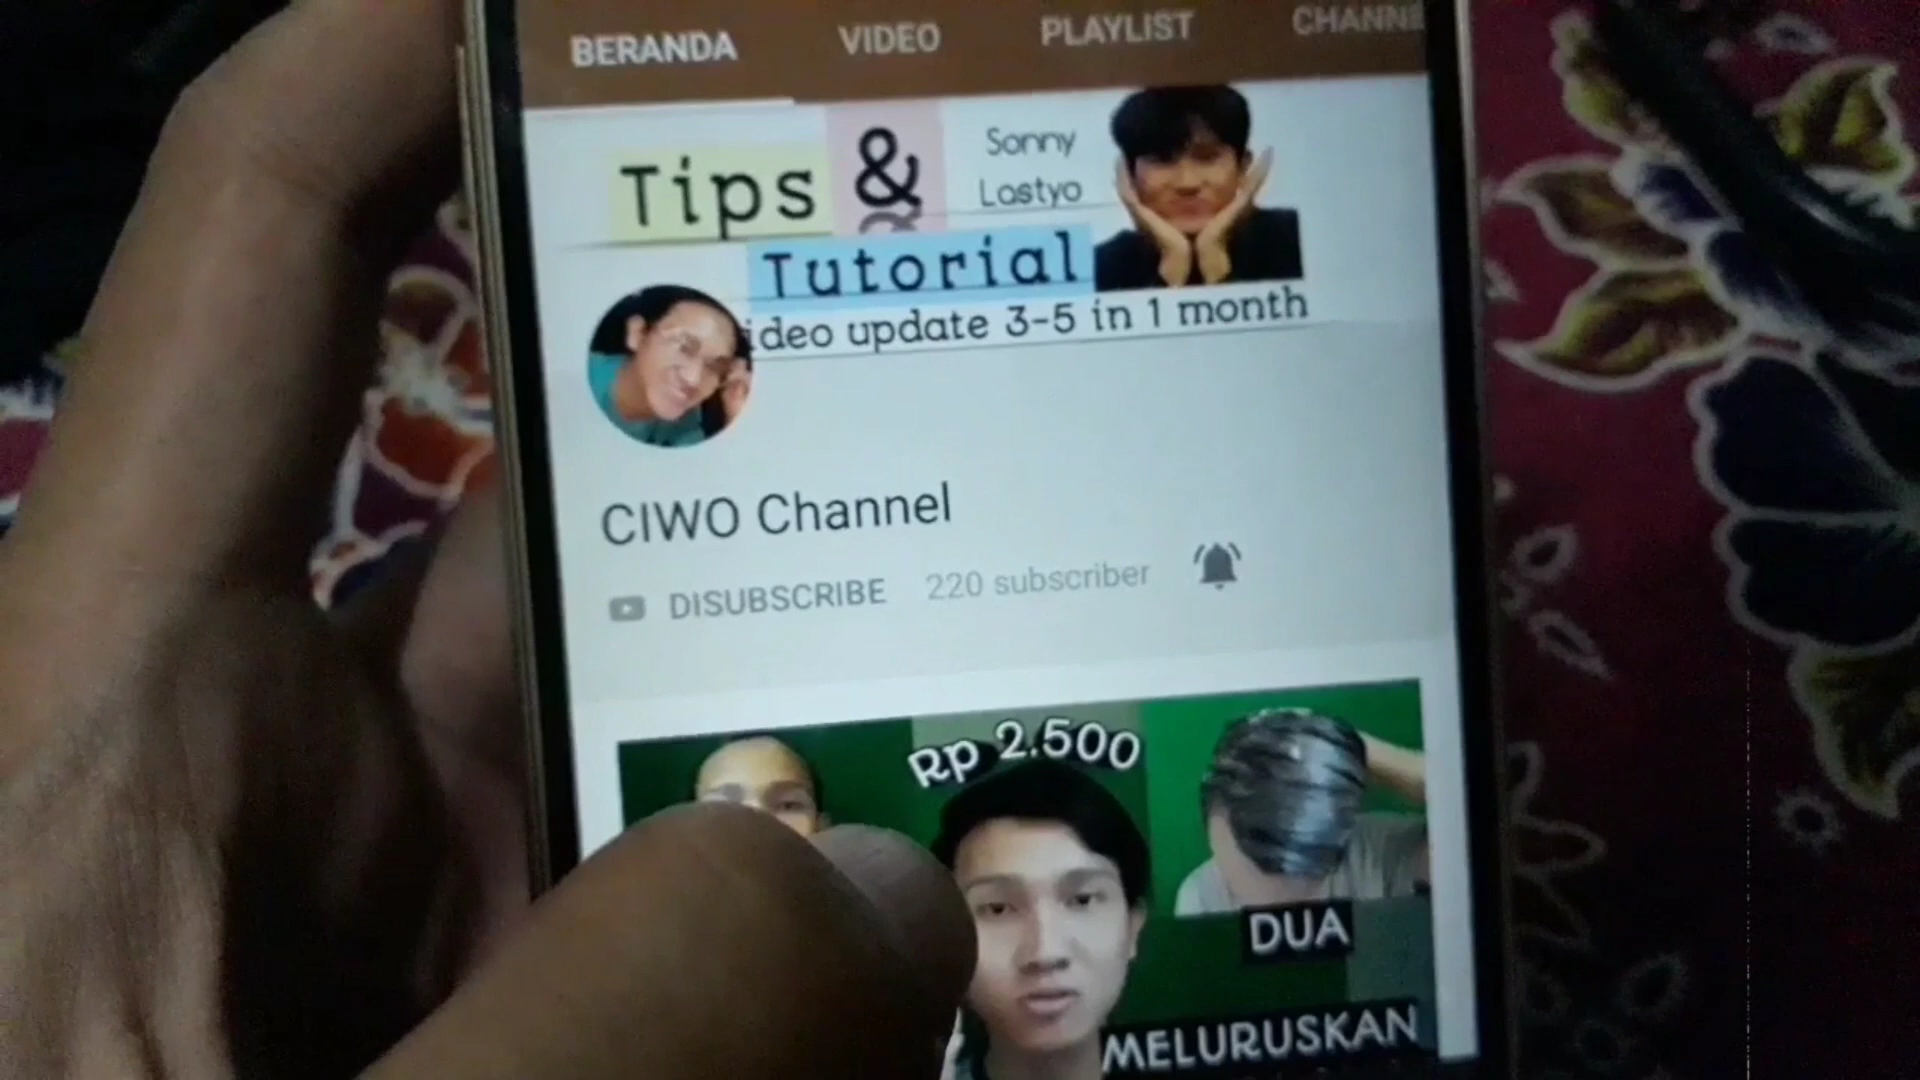 BERANDA VIDEO PLAYLIST CHANNE
Tips & Sonny Lastyo
Tutorial
ideo update 3-5 in 1 month
CIWO Channel
DISUBSCRIBE 220 subscriber
Rp 2.500
DUA
MELURUSKAN